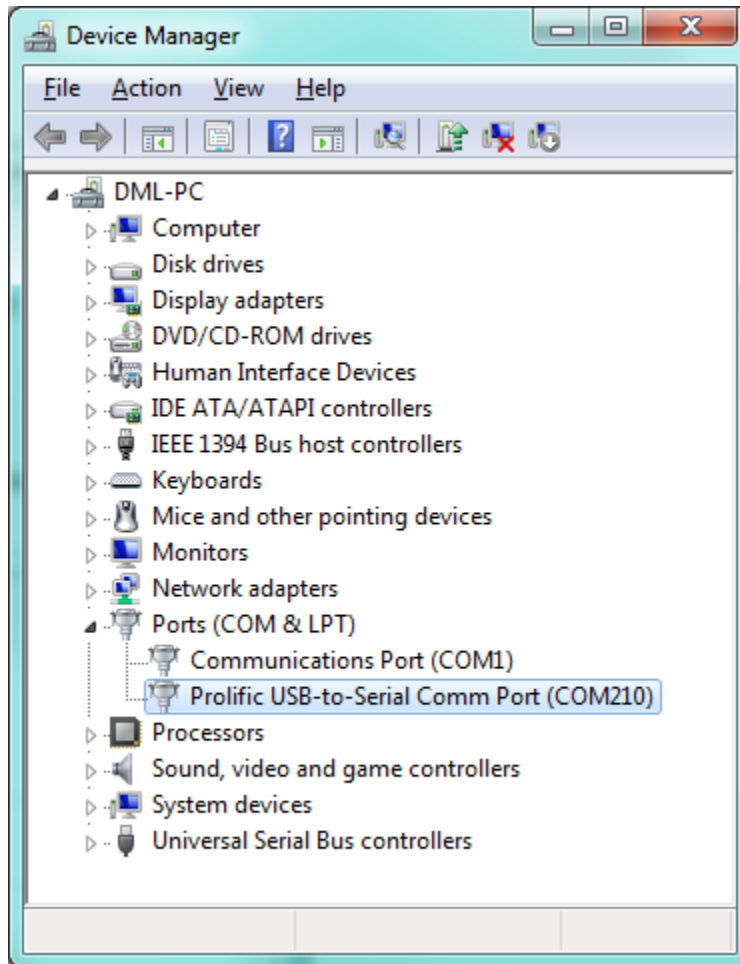 Device Manager
File Action View Help
DML-PC
Computer
Disk drives
Display adapters
DVD/CD-ROM drives
Human Interface Devices
IDE ATA/ATAPI controllers
IEEE 1394 Bus host controllers
Keyboards
Mice and other pointing devices
Monitors
Network adapters
Ports (COM & LPT)
Communications Port (COM1)
Prolific USB-to-Serial Comm Port (COM210)
Processors
Sound, video and game controllers
System devices
Universal Serial Bus controllers